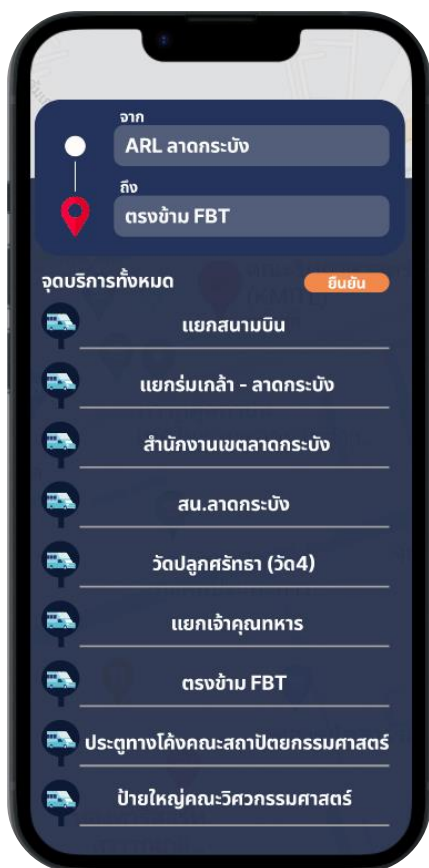 จาก
ARL ลาดกระบัง
ถึง
ตรงข้าม FBT
จุดบริการทั้งหมด
ยืนยัน
แยกสนามบิน
แยกร่มเกล้า - ลาดกระบัง
สำนักงานเขตลาดกระบัง
สน.ลาดกระบัง
วัดปลูกศรัทธา (วัด4)
แยกเจ้าคุณทหาร
ตรงข้าม FBT
ประตูทางโค้งคณะสถาปัตยกรรมศาสตร์
ป้ายใหญ่คณะวิศวกรรมศาสตร์